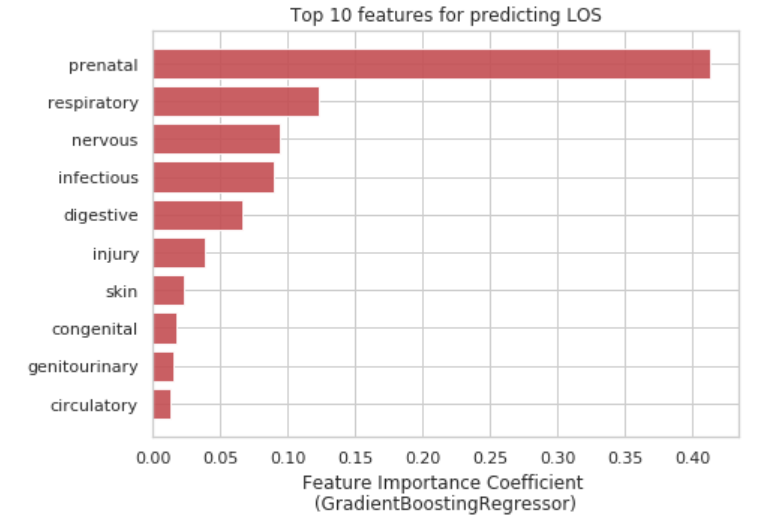 Top 10 features for predicting LOS
prenatal
respiratory
nervous
infectious
digestive
injury
skin
congenital
genitourinary
circulatory
0.00 0.05 0.10 0.15 0.20 0.25 0.30 0.35 0.40
Feature Importance Coefficient
(GradientBoostingRegressor)